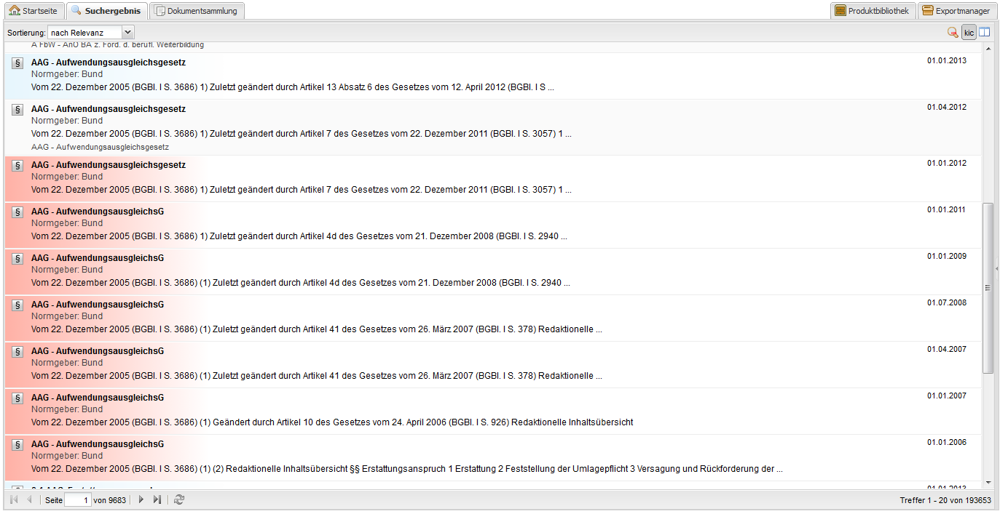 Startseite Suchergebnis Dokumentsammlung Produktbibliothek Exportmanager
Sortierung: nach Relevanz kic
A FbW - AnO BA z. Förd. d. berufl. Weiterbildung
§ AAG - Aufwendungsausgleichsgesetz 01.01.2013
Normgeber: Bund
Vom 22. Dezember 2005 (BGBl. I S. 3686) 1) Zuletzt geändert durch Artikel 13 Absatz 6 des Gesetzes vom 12. April 2012 (BGBl. I S ...
§ AAG - Aufwendungsausgleichsgesetz 01.04.2012
Normgeber: Bund
Vom 22. Dezember 2005 (BGBl. I S. 3686) 1) Zuletzt geändert durch Artikel 7 des Gesetzes vom 22. Dezember 2011 (BGBl. I S. 3057) 1 ...
AAG - Aufwendungsausgleichsgesetz
§ AAG - Aufwendungsausgleichsgesetz 01.01.2012
Normgeber: Bund
Vom 22. Dezember 2005 (BGBl. I S. 3686) 1) Zuletzt geändert durch Artikel 7 des Gesetzes vom 22. Dezember 2011 (BGBl. I S. 3057) 1 ...
§ AAG - AufwendungsausgleichsG 01.01.2011
Normgeber: Bund
Vom 22. Dezember 2005 (BGBl. I S. 3686) 1) Zuletzt geändert durch Artikel 4d des Gesetzes vom 21. Dezember 2008 (BGBl. I S. 2940 ...
§ AAG - AufwendungsausgleichsG 01.01.2009
Normgeber: Bund
Vom 22. Dezember 2005 (BGBl. I S. 3686) (1) Zuletzt geändert durch Artikel 4d des Gesetzes vom 21. Dezember 2008 (BGBl. I S. 2940 ...
§ AAG - AufwendungsausgleichsG 01.07.2008
Normgeber: Bund
Vom 22. Dezember 2005 (BGBl. I S. 3686) (1) Zuletzt geändert durch Artikel 41 des Gesetzes vom 26. März 2007 (BGBl. I S. 378) Redaktionelle ...
§ AAG - AufwendungsausgleichsG 01.04.2007
Normgeber: Bund
Vom 22. Dezember 2005 (BGBl. I S. 3686) (1) Zuletzt geändert durch Artikel 41 des Gesetzes vom 26. März 2007 (BGBl. I S. 378) Redaktionelle ...
§ AAG - AufwendungsausgleichsG 01.01.2007
Normgeber: Bund
Vom 22. Dezember 2005 (BGBl. I S. 3686) (1) Geändert durch Artikel 10 des Gesetzes vom 24. April 2006 (BGBl. I S. 926) Redaktionelle Inhaltsübersicht
§ AAG - AufwendungsausgleichsG 01.01.2006
Normgeber: Bund
Vom 22. Dezember 2005 (BGBl. I S. 3686) (1) (2) Redaktionelle Inhaltsübersicht §§ Erstattungsanspruch 1 Erstattung 2 Feststellung der Umlagepflicht 3 Versagung und Rückforderung der ...
01.01.2013
Seite 1 von 9683 Treffer 1 - 20 von 193653